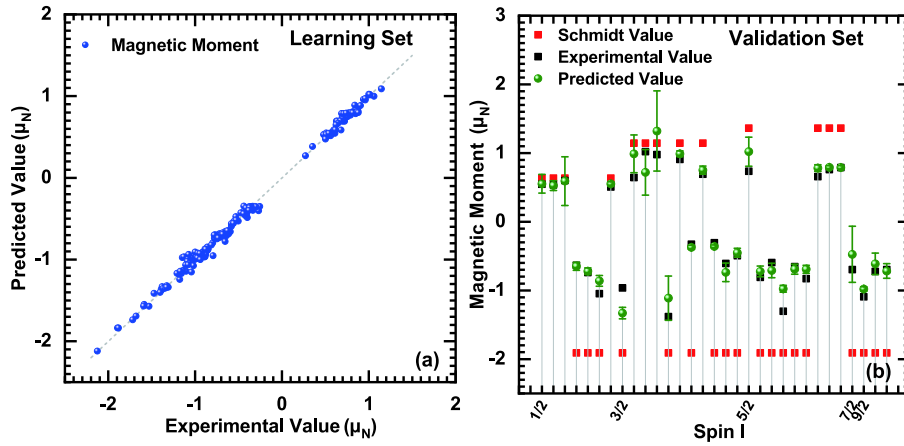 Magnetic Moment
Learning Set
(a)
Predicted Value (μN)
2
1
0
-1
-2
-2
-1
0
1
2
Experimental Value (μN)
Schmidt Value
Experimental Value
Predicted Value
Validation Set
(b)
Magnetic Moment (μN)
3
2
1
0
-1
-2
1/2
3/2
5/2
7/2
9/2
Spin I